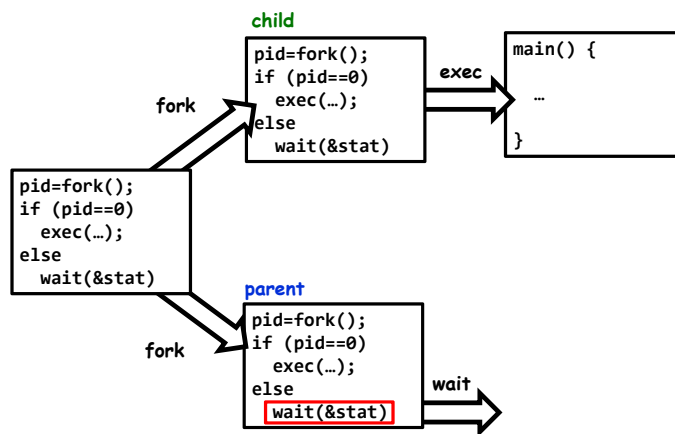 child
pid=fork();
if (pid==0)
exec(…);
else
wait(&stat)
exec
main() {
…
}
fork
pid=fork();
if (pid==0)
exec(…);
else
wait(&stat)
fork
parent
pid=fork();
if (pid==0)
exec(…);
else
wait(&stat)
wait